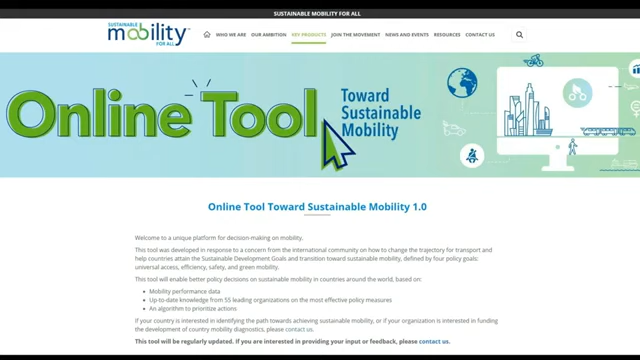 SUSTAINABLE MOBILITY FOR ALL
SUSTAINABLE
mobility
FOR ALL
WHO WE ARE OUR AMBITION KEY PRODUCTS JOIN THE MOVEMENT NEWS AND EVENTS RESOURCES CONTACT US
Online Tool
Toward
Sustainable
Mobility
Online Tool Toward Sustainable Mobility 1.0
Welcome to a unique platform for decision-making on mobility.
This tool was developed in response to a concern from the international community on how to change the trajectory for transport and
help countries attain the Sustainable Development Goals and transition toward sustainable mobility, defined by four policy goals:
universal access, efficiency, safety, and green mobility.
This tool will enable better policy decisions on sustainable mobility in countries around the world, based on:
• Mobility performance data
• Up-to-date knowledge from 55 leading organizations on the most effective policy measures
• An algorithm to prioritize actions
If your country is interested in identifying the path towards achieving sustainable mobility, or if your organization is interested in funding
the development of country mobility diagnostics, please contact us.
This tool will be regularly updated. If you are interested in providing your input or feedback, please contact us.